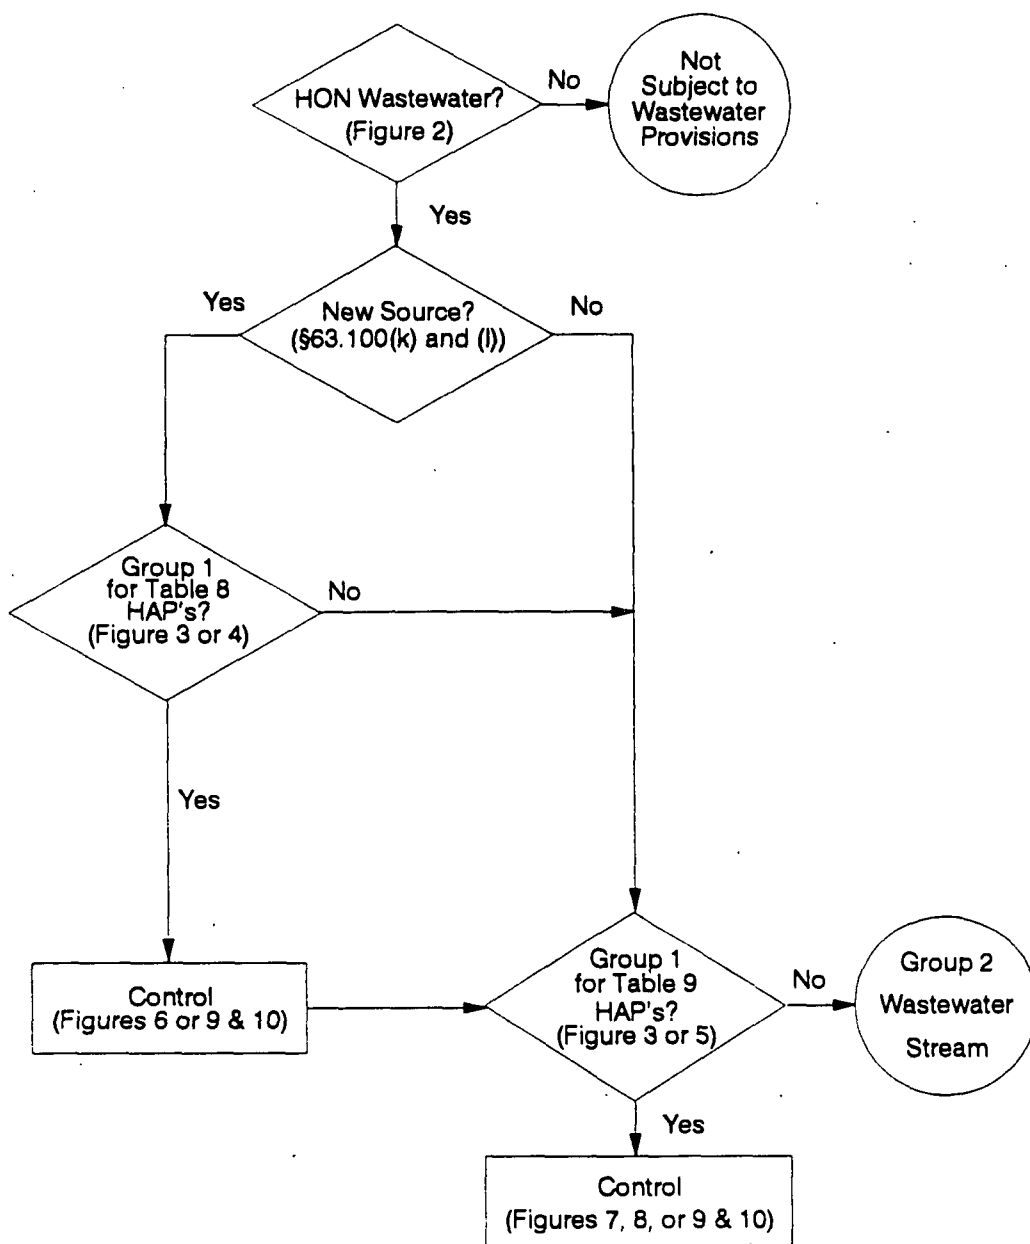 HON Wastewater?
(Figure 2)
No
Not
Subject to
Wastewater
Provisions
Yes
New Source?
(§63.100(k) and (l))
Yes
No
Group 1
for Table 8
HAP's?
(Figure 3 or 4)
No
Yes
Control
(Figures 6 or 9 & 10)
Group 1
for Table 9
HAP's?
(Figure 3 or 5)
No
Group 2
Wastewater
Stream
Yes
Control
(Figures 7, 8, or 9 & 10)